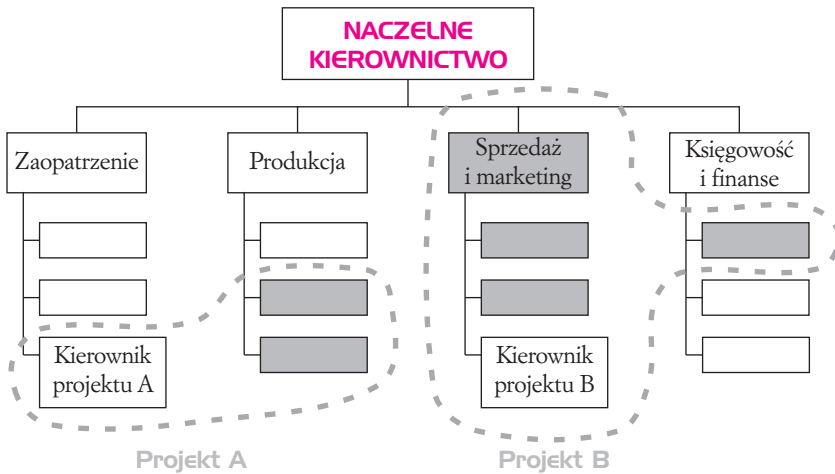 NACZELNE
KIEROWNICTWO
Zaopatrzenie
Produkcja
Sprzedaż
i marketing
Księgowość
i finanse
Kierownik
projektu A
Kierownik
projektu B
Projekt A
Projekt B